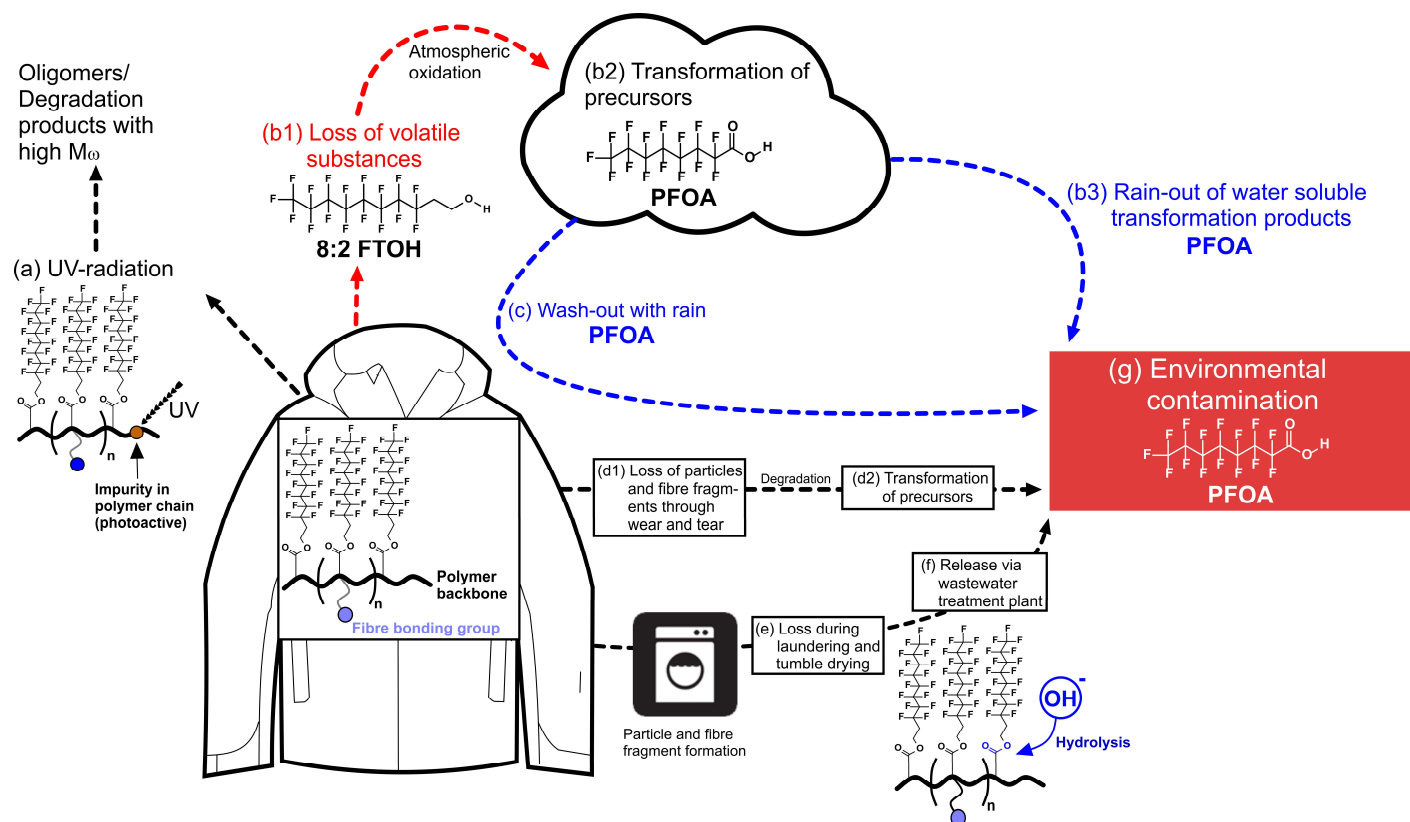 Oligomers/
Degradation
products with
high Mω
(a) UV-radiation
UV
n
Impurity in
polymer chain
(photoactive)
(b1) Loss of volatile
substances
8:2 FTOH
Atmospheric
oxidation
(b2) Transformation of
precursors
PFOA
(b3) Rain-out of water soluble
transformation products
PFOA
(c) Wash-out with rain
PFOA
(g) Environmental
contamination
PFOA
(d1) Loss of particles
and fibre fragm-
ents through
wear and tear
Degradation
(d2) Transformation
of precursors
Polymer
backbone
n
Fibre bonding group
Particle and fibre
fragment formation
(e) Loss during
laundering and
tumble drying
(f) Release via
wastewater
treatment plant
OH-
Hydrolysis
n